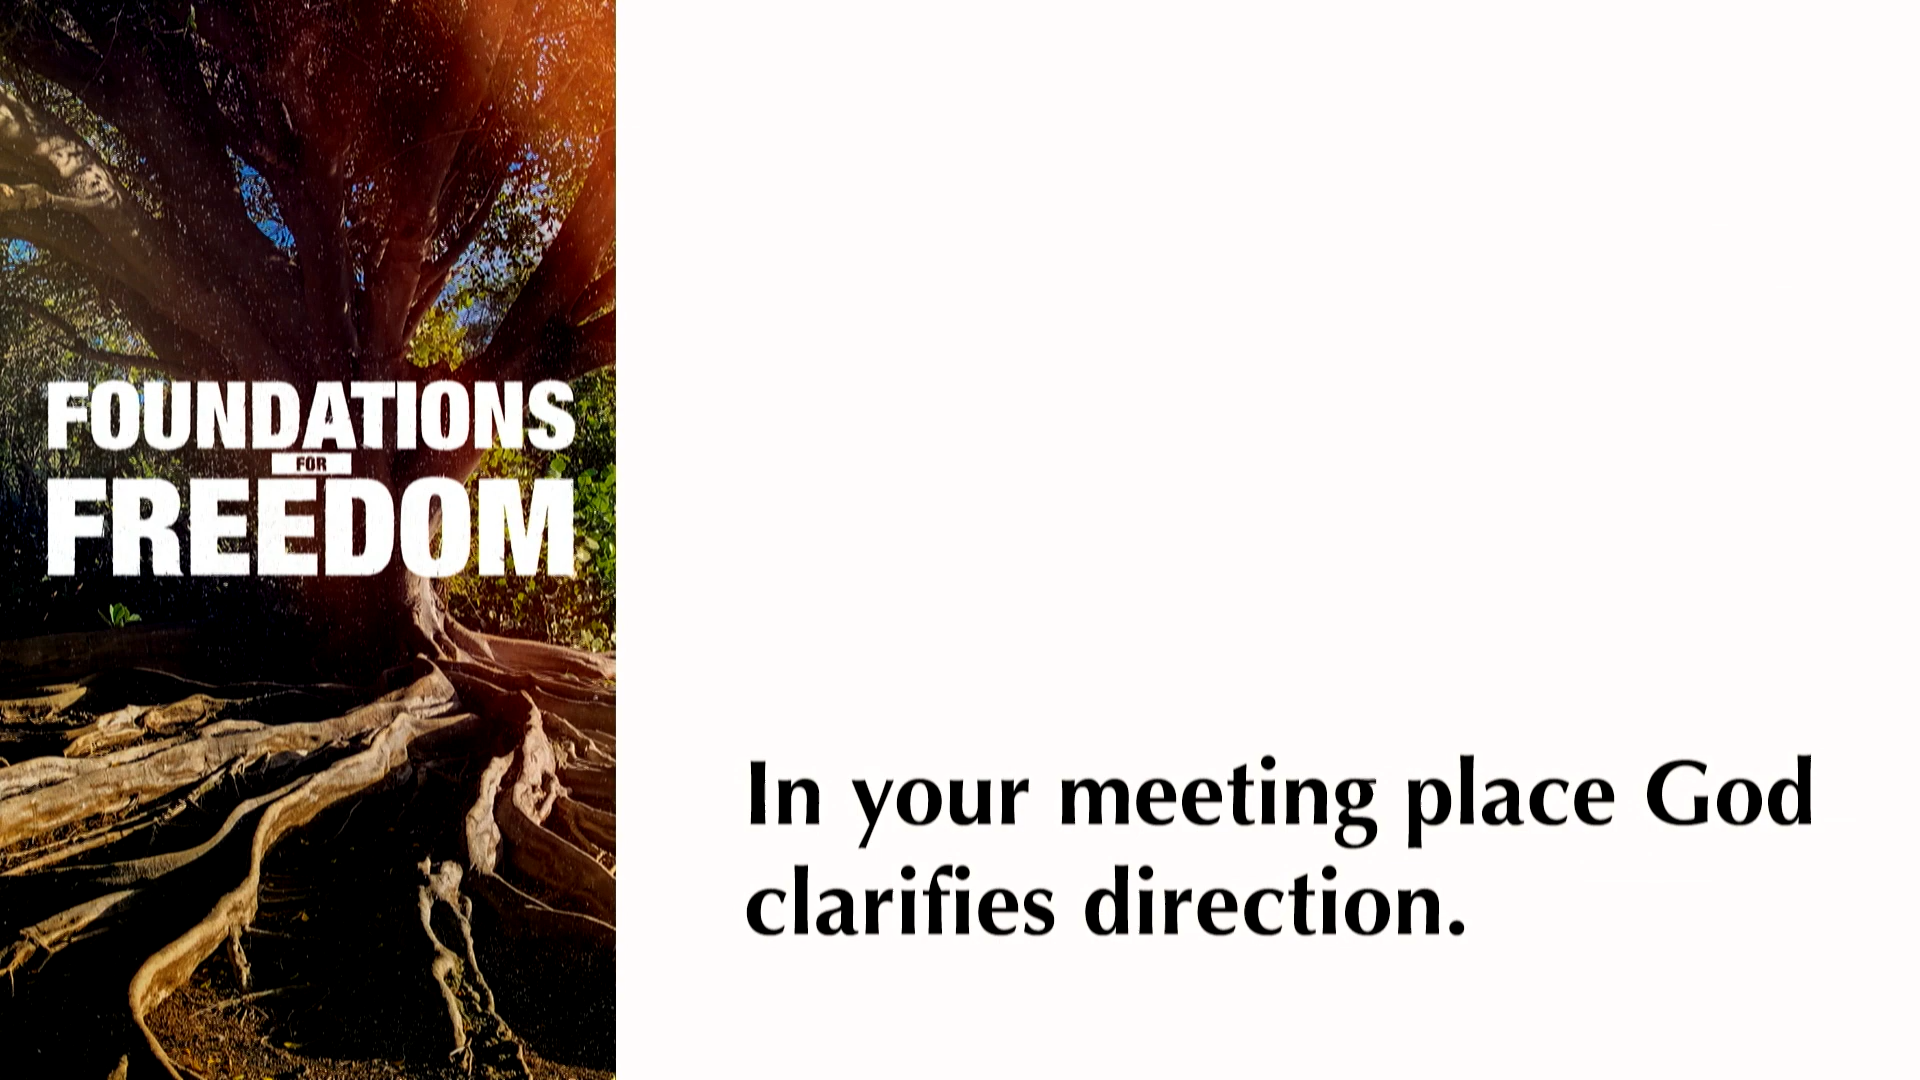 FOUNDATIONS
FOR
FREEDOM
In your meeting place God
clarifies direction.